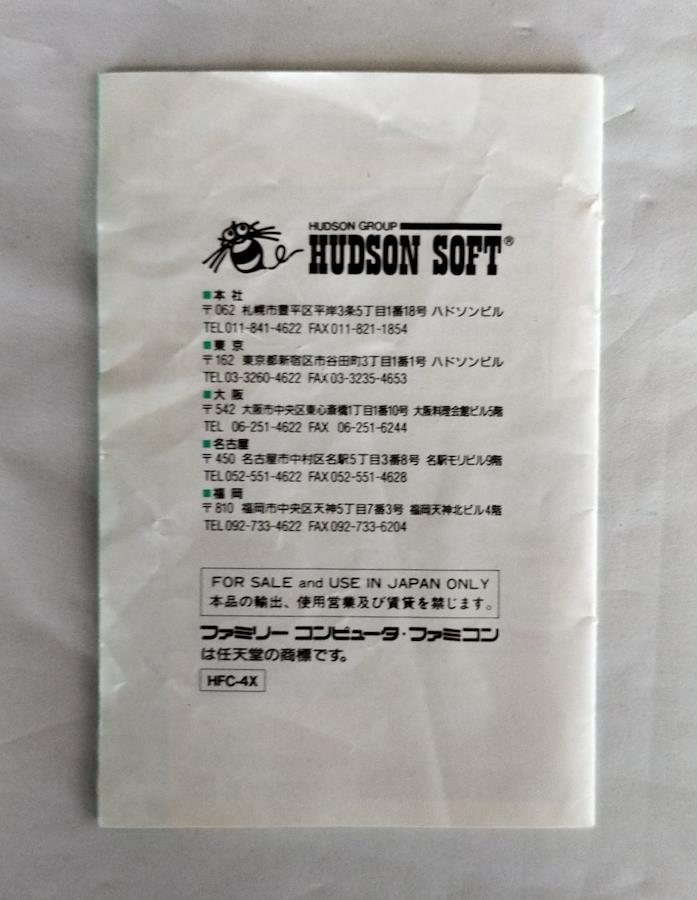 HUDSON GROUP
HUDSON SOFT®
■本社
〒062 札幌市豊平区平岸3条5丁目1番18号 ハドソンビル
TEL 011-841-4622 FAX 011-821-1854
■東京
〒162 東京都新宿区市谷田町3丁目1番1号 ハドソンビル
TEL 03-3260-4622 FAX 03-3235-4653
■大阪
〒542 大阪市中央区東心斎橋1丁目1番10号 大阪料理会館ビル5階
TEL 06-251-4622 FAX 06-251-6244
■名古屋
〒450 名古屋市中村区名駅5丁目3番8号 名駅モリビル9階
TEL 052-551-4622 FAX 052-551-4628
■福岡
〒810 福岡市中央区天神5丁目7番3号 福岡天神北ビル4階
TEL 092-733-4622 FAX 092-733-6204
FOR SALE and USE IN JAPAN ONLY
本品の輸出、使用営業及び賃貸を禁じます。
ファミリーコンピュータ・ファミコン
は任天堂の商標です。
HFC-4X